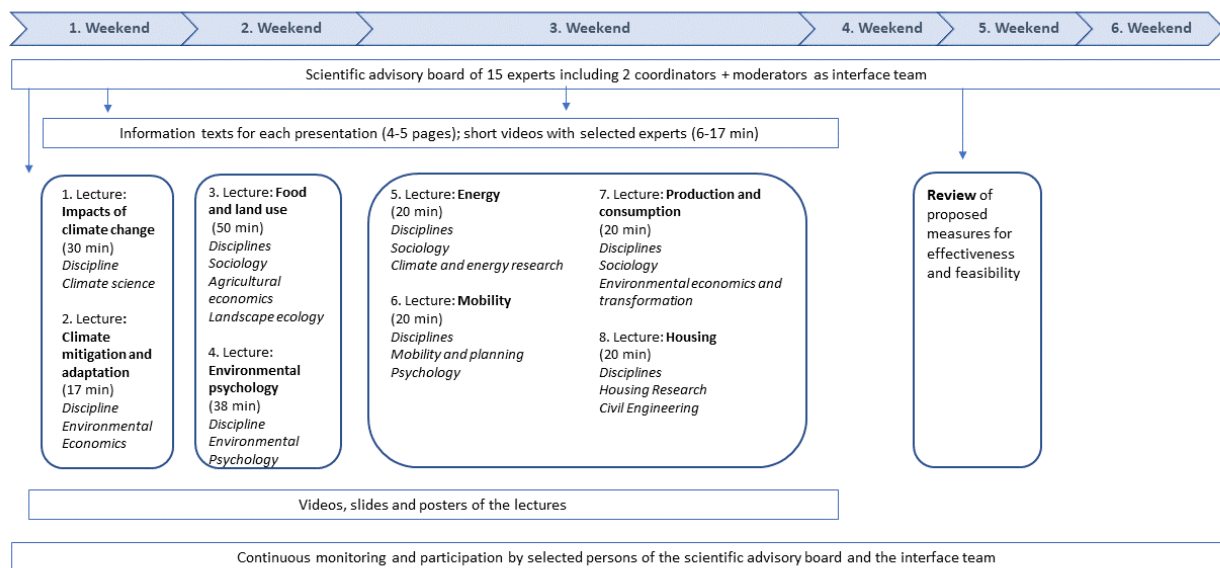 1. Weekend
2. Weekend
3. Weekend
4. Weekend
5. Weekend
6. Weekend
Scientific advisory board of 15 experts including 2 coordinators + moderators as interface team
Information texts for each presentation (4-5 pages); short videos with selected experts (6-17 min)
1. Lecture:
Impacts of
climate change
(30 min)
Discipline
Climate science
2. Lecture:
Climate
mitigation and
adaptation
(17 min)
Discipline
Environmental
Economics
3. Lecture: Food
and land use
(50 min)
Disciplines
Sociology
Agricultural
economics
Landscape ecology
4. Lecture:
Environmental
psychology
(38 min)
Discipline
Environmental
Psychology
5. Lecture: Energy
(20 min)
Disciplines
Sociology
Climate and energy research
6. Lecture: Mobility
(20 min)
Disciplines
Mobility and planning
Psychology
7. Lecture: Production and
consumption
(20 min)
Disciplines
Sociology
Environmental economics and
transformation
8. Lecture: Housing
(20 min)
Disciplines
Housing Research
Civil Engineering
Review of
proposed
measures for
effectiveness
and feasibility
Videos, slides and posters of the lectures
Continuous monitoring and participation by selected persons of the scientific advisory board and the interface team